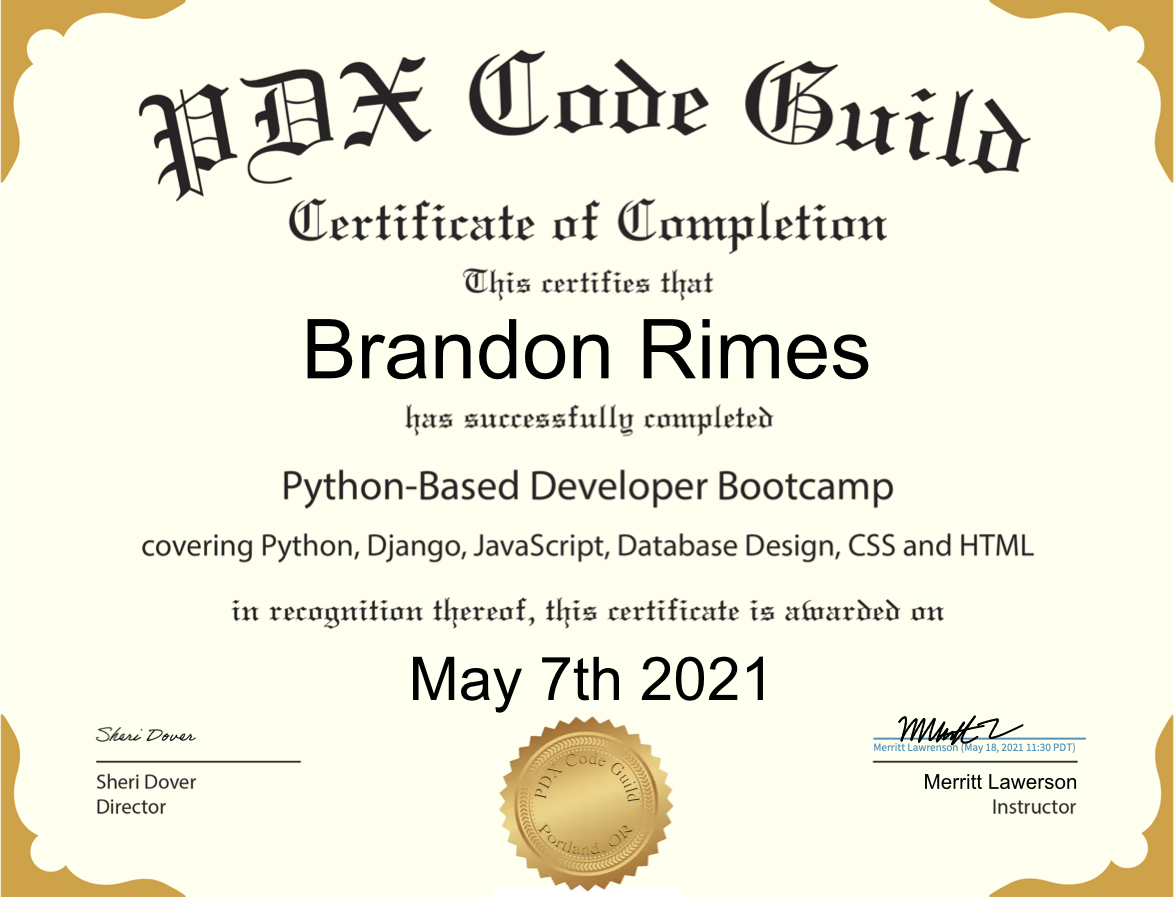 PDX Code Guild
Certificate of Completion
This certifies that
Brandon Rimes
has successfully completed
Python-Based Developer Bootcamp
covering Python, Django, JavaScript, Database Design, CSS and HTML
in recognition thereof, this certificate is awarded on
May 7th 2021
Sheri Dover
Sheri Dover
Director
PDX Code Guild
Portland, OR
Merritt Lawrenson (May 18, 2021 11:30 PDT)
Merritt Lawerson
Instructor